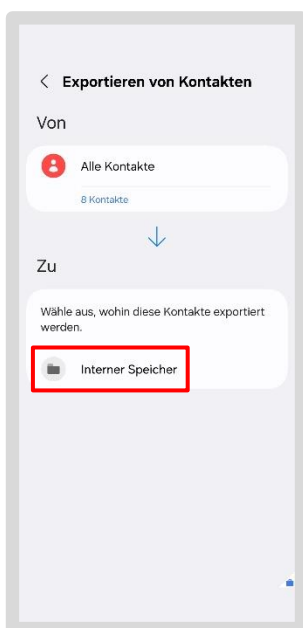 Exportieren von Kontakten
Von
Alle Kontakte
8 Kontakte
Zu
Wähle aus, wohin diese Kontakte exportiert
werden.
Interner Speicher